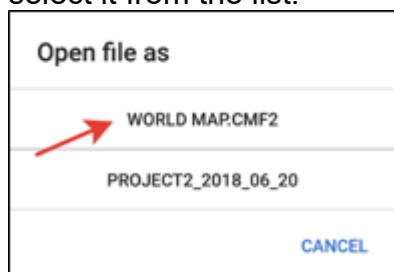 select it from the list.
Open file as
WORLD MAP.CMF2
PROJECT2_2018_06_20
CANCEL